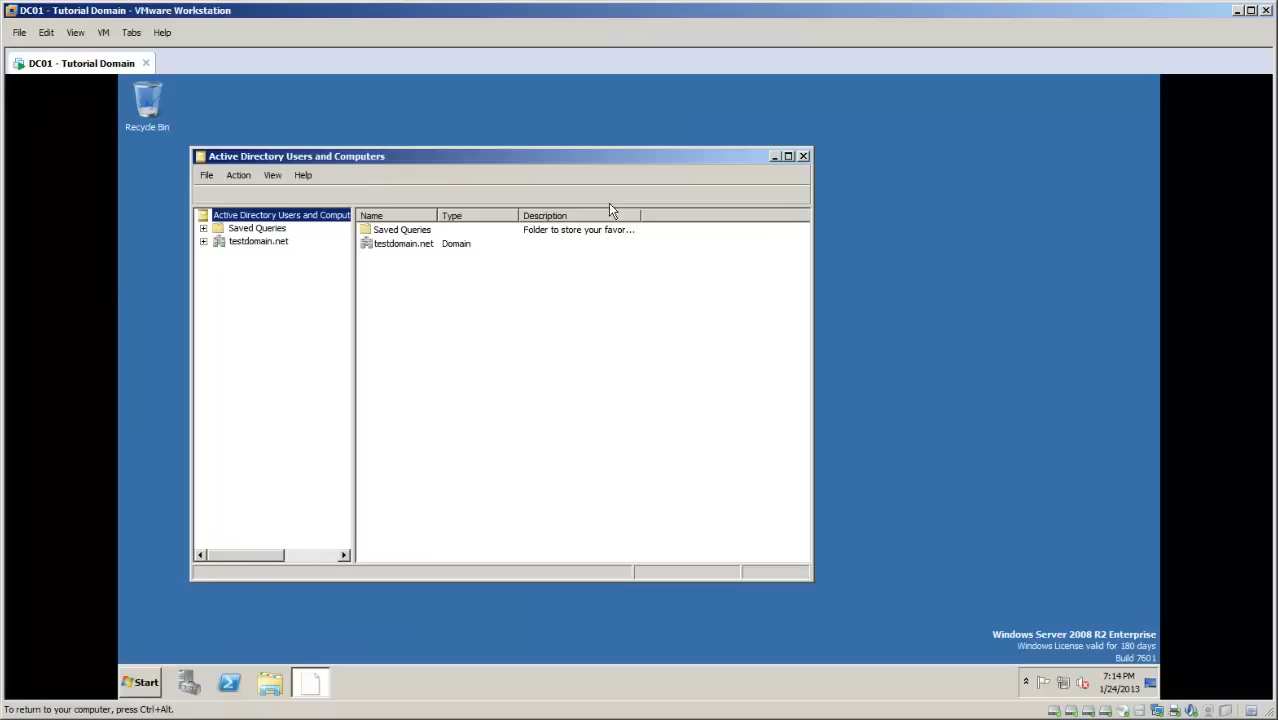 DC01 - Tutorial Domain - VMware Workstation
File Edit View VM Tabs Help
DC01 - Tutorial Domain
Recycle Bin
Active Directory Users and Computers
File Action View Help
Active Directory Users and Comput
Name Type Description
Saved Queries
Saved Queries Folder to store your favor...
testdomain.net
testdomain.net Domain
Windows Server 2008 R2 Enterprise
Windows License valid for 180 days
Build 7601
Start
7:14 PM
1/24/2013
To return to your computer, press Ctrl+Alt.